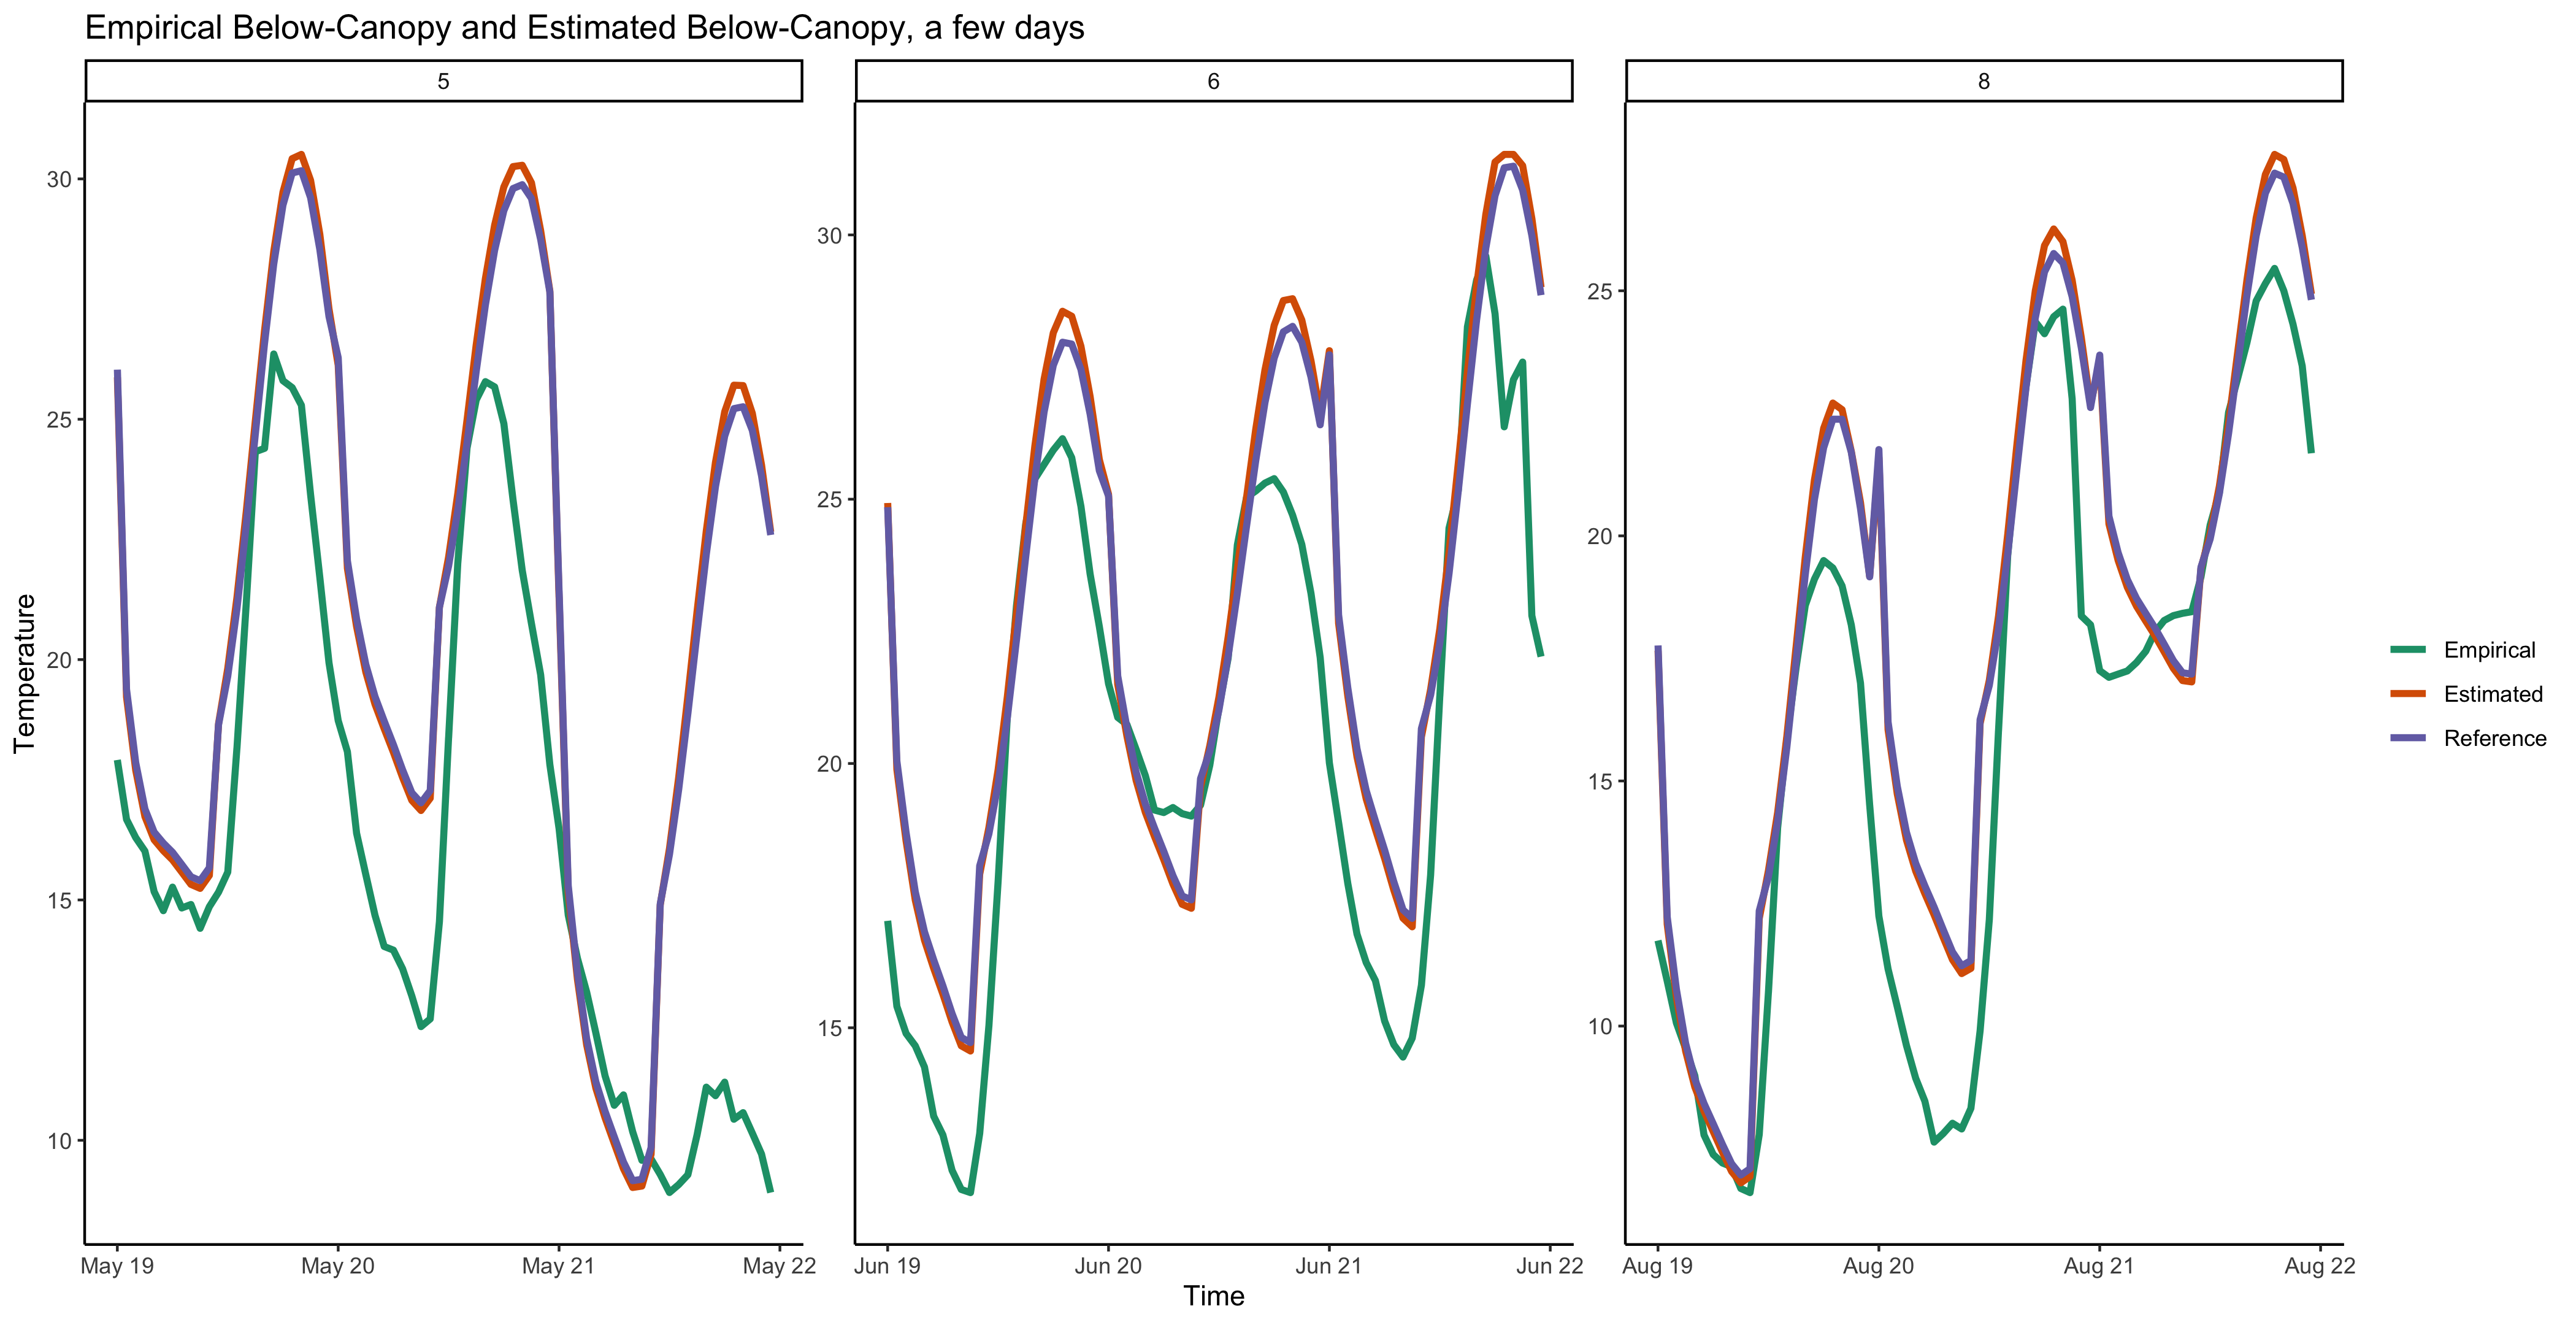 Empirical Below-Canopy and Estimated Below-Canopy, a few days
5
6
8
Temperature
30
25
20
15
10
30
25
20
15
25
20
15
10
May 19
May 20
May 21
May 22
Jun 19
Jun 20
Jun 21
Jun 22
Aug 19
Aug 20
Aug 21
Aug 22
Time
Empirical
Estimated
Reference